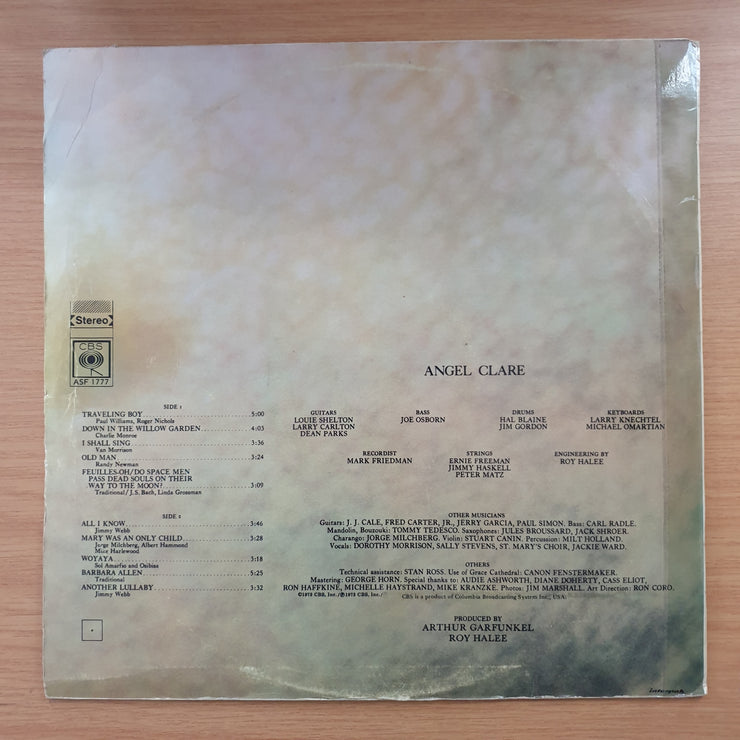 Stereo
CBS
ASF 1777
ANGEL CLARE
SIDE 1
TRAVELING BOY 5:00
Paul Williams, Roger Nichols
DOWN IN THE WILLOW GARDEN 4:03
Charlie Monroe
I SHALL SING 3:36
Van Morrison
OLD MAN 3:24
Randy Newman
FEUILLES-OH/DO SPACE MEN
PASS DEAD SOULS ON THEIR
WAY TO THE MOON? 3:09
Traditional/J.S. Bach, Linda Grossman
SIDE 2
ALL I KNOW 3:46
Jimmy Webb
MARY WAS AN ONLY CHILD 3:38
Jorge Milchberg, Albert Hammond
Mike Hazlewood
WOYAYA 3:18
Sol Amarfio and Osibisa
BARBARA ALLEN 5:25
Traditional
ANOTHER LULLABY 3:32
Jimmy Webb
GUITARS
LOUIE SHELTON
LARRY CARLTON
DEAN PARKS
BASS
JOE OSBORN
DRUMS
HAL BLAINE
JIM GORDON
KEYBOARDS
LARRY KNECHTEL
MICHAEL OMARTIAN
RECORDIST
MARK FRIEDMAN
STRINGS
ERNIE FREEMAN
JIMMY HASKELL
PETER MATZ
ENGINEERING BY
ROY HALEE
OTHER MUSICIANS
Guitars: J. J. CALE, FRED CARTER, JR., JERRY GARCIA, PAUL SIMON. Bass: CARL RADLE.
Mandolin, Bouzouki: TOMMY TEDESCO. Saxophones: JULES BROUSSARD, JACK SHROER.
Charango: JORGE MILCHBERG. Violin: STUART CANIN. Percussion: MILT HOLLAND.
Vocals: DOROTHY MORRISON, SALLY STEVENS, ST. MARY'S CHOIR, JACKIE WARD.
OTHERS
Technical assistance: STAN ROSS. Use of Grace Cathedral: CANON FENSTERMAKER.
Mastering: GEORGE HORN. Special thanks to: AUDIE ASHWORTH, DIANE DOHERTY, CASS ELIOT,
RON HAFFKINE, MICHELLE HAYSTRAND, MIKE KRANZKE. Photos: JIM MARSHALL. Art Direction: RON CORO.
©1973 CBS, Inc./℗1973 CBS, Inc./ CBS is a product of Columbia Broadcasting System Inc., USA.
PRODUCED BY
ARTHUR GARFUNKEL
ROY HALEE